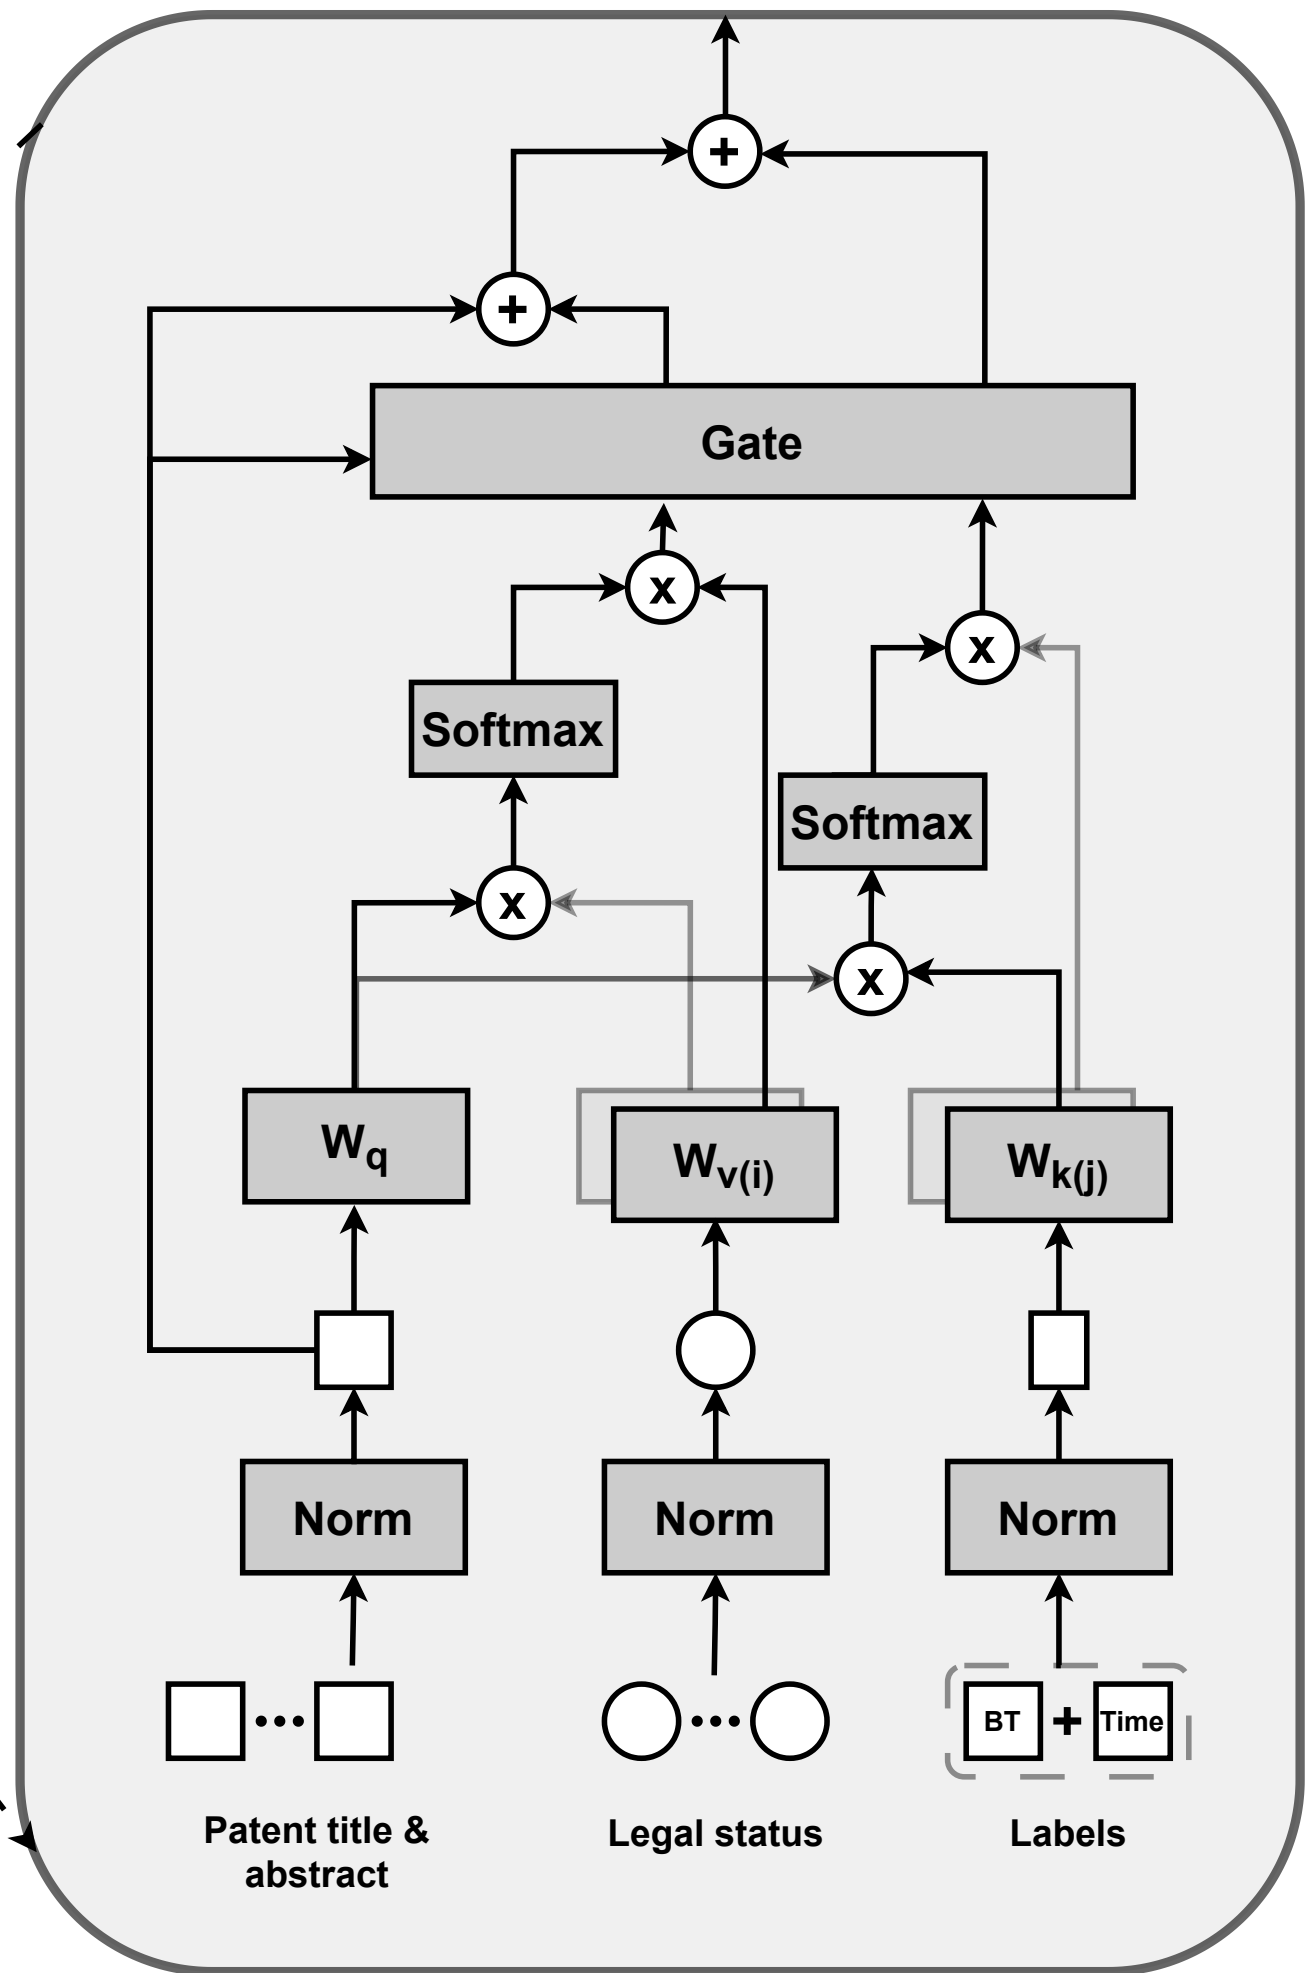 +
+
Gate
x
x
Softmax
Softmax
x
x
Wq
Wv(i)
Wk(j)
Norm
Norm
Norm
BT + Time
Patent title &
abstract
Legal status
Labels